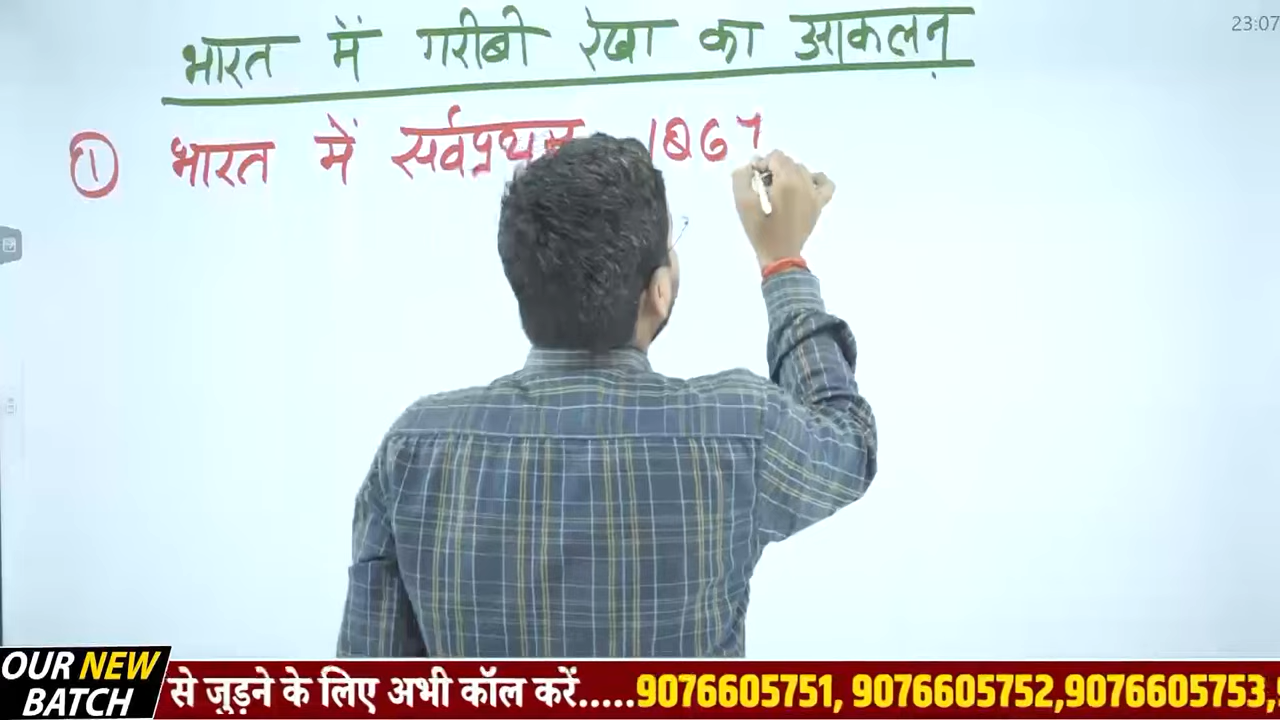 23:07
भारत में गरीबी रेखा का आकलन
① भारत में सर्वप्रथम 1867
OUR NEW BATCH
से जुड़ने के लिए अभी कॉल करें.....9076605751, 9076605752,9076605753,